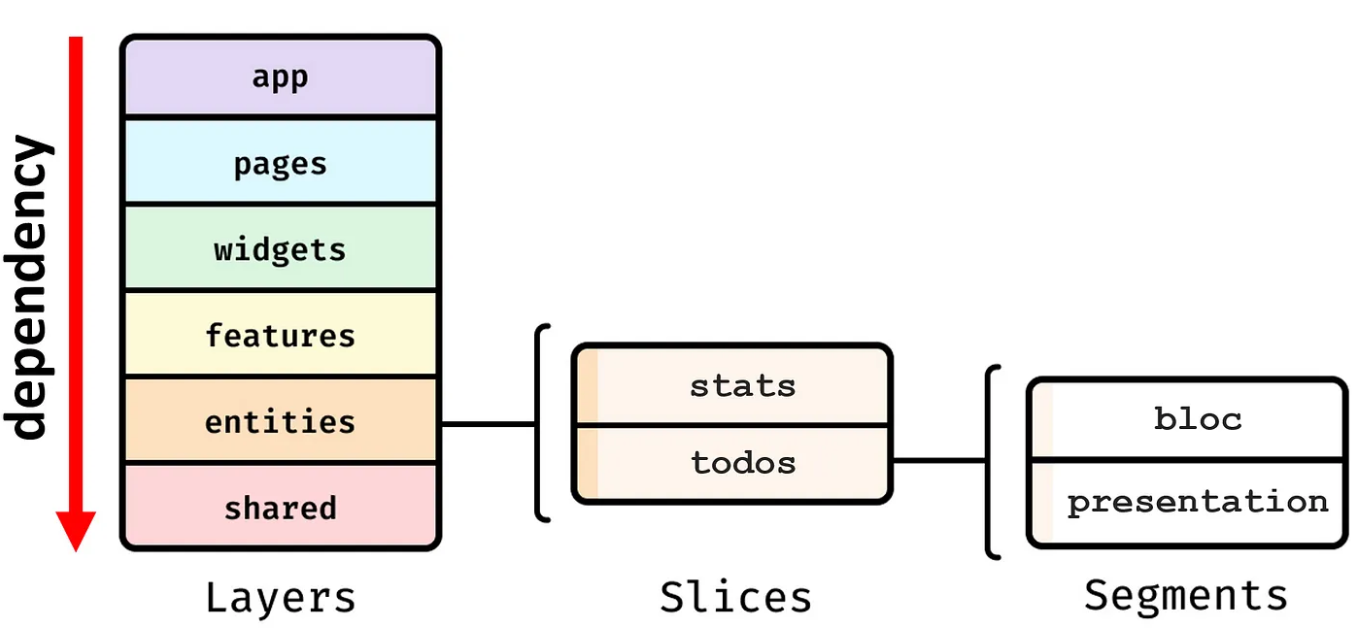 dependency
app
pages
widgets
features
entities
shared
Layers
stats
todos
Slices
bloc
presentation
Segments